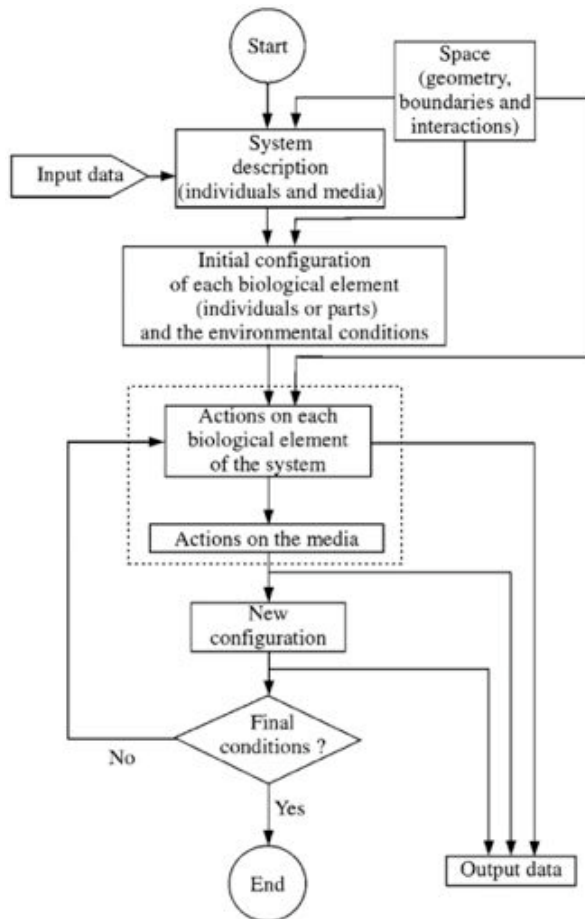 Start
Space
(geometry,
boundaries and
interactions)
System
description
(individuals and media)
Input data
Initial configuration
of each biological element
(individuals or parts)
and the environmental conditions
Actions on each
biological element
of the system
Actions on the media
New
configuration
Final
conditions ?
No
Yes
End
Output data